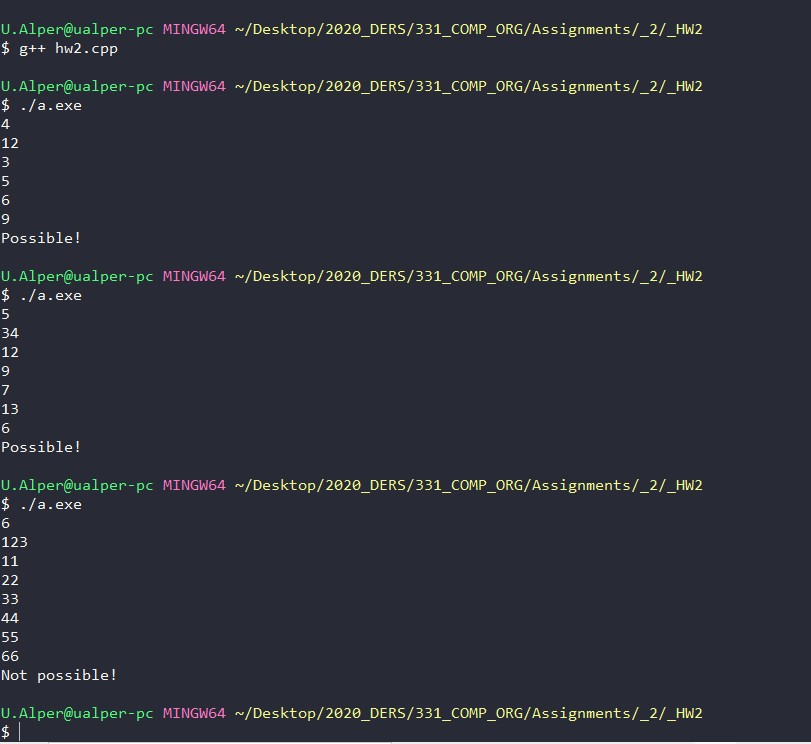 U.Alper@ualper-pc MINGW64 ~/Desktop/2020_DERS/331_COMP_ORG/Assignments/_2/_HW2
$ g++ hw2.cpp
U.Alper@ualper-pc MINGW64 ~/Desktop/2020_DERS/331_COMP_ORG/Assignments/_2/_HW2
$ ./a.exe
4
12
3
5
6
9
Possible!
U.Alper@ualper-pc MINGW64 ~/Desktop/2020_DERS/331_COMP_ORG/Assignments/_2/_HW2
$ ./a.exe
5
34
12
9
7
13
6
Possible!
U.Alper@ualper-pc MINGW64 ~/Desktop/2020_DERS/331_COMP_ORG/Assignments/_2/_HW2
$ ./a.exe
6
123
11
22
33
44
55
66
Not possible!
U.Alper@ualper-pc MINGW64 ~/Desktop/2020_DERS/331_COMP_ORG/Assignments/_2/_HW2
$